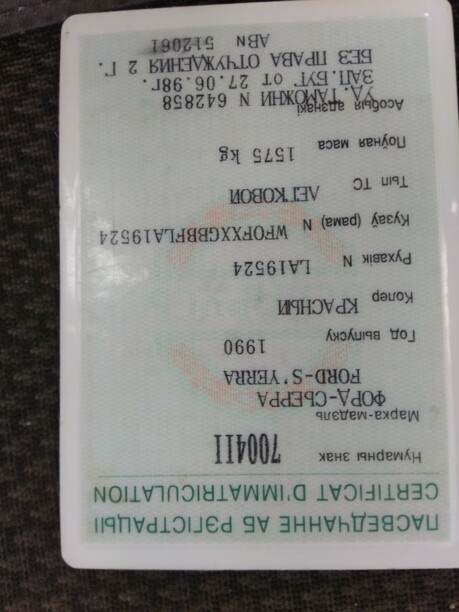 ПАСВЕДЧАННЕ АБ РЭГІСТРАЦЫІ
CERTIFICAT D'IMMATRICULATION
Нумарны знак 7004II
Марка-мадэль
ФОРД-СЬЕРРА
FORD-S'YERRA
Год выпуску 1990
Колер КРАСНЫЙ
Рухавік N LA19524
Кузаў (рама) N WFOFXXGBBFLA19524
Тып ТС ЛЕГКОВОЙ
Поўная маса 1575 kg
Асобыя адзнакі
УД.ТАМОЖНИ N 642858
ЗАП.БУГ от 27.06.98г.
БЕЗ ПРАВА ОТЧУЖДЕНИЯ 2 Г.
ABN 512061